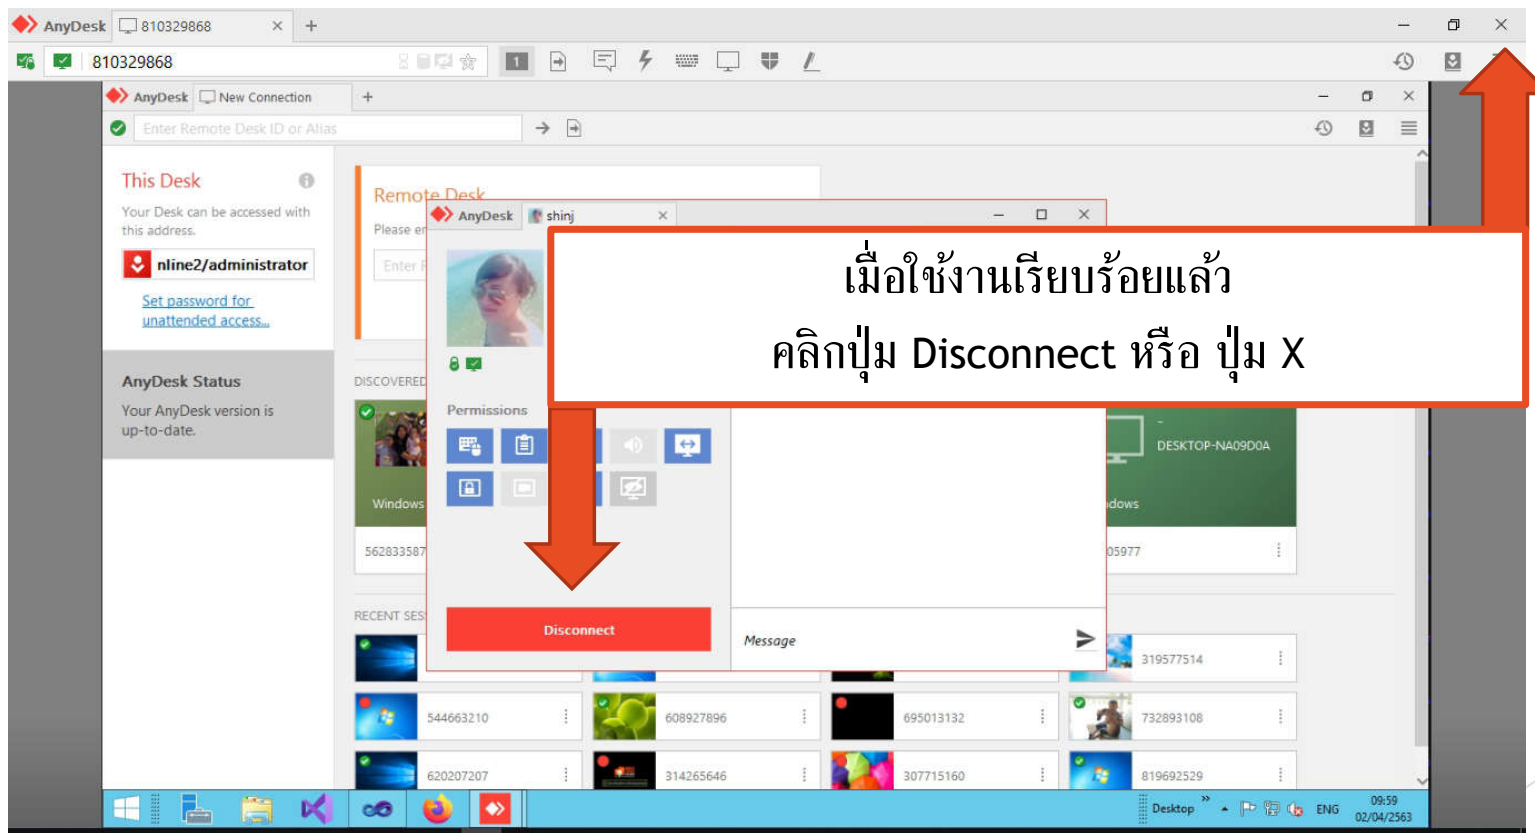 AnyDesk 810329868
810329868
1
AnyDesk New Connection
Enter Remote Desk ID or Alias
This Desk
Your Desk can be accessed with
this address.
nline2/administrator
Set password for
unattended access...
AnyDesk Status
Your AnyDesk version is
up-to-date.
Remote Desk
Please en
Enter
AnyDesk shinj
เมื่อใช้งานเรียบร้อยแล้ว
คลิกปุ่ม Disconnect หรือ ปุ่ม X
Permissions
Disconnect
Message
DISCOVERED
Windows
562833587
DESKTOP-NA09D0A
dows
05977
RECENT SES
319577514
544663210
608927896
695013132
732893108
620207207
314265646
307715160
819692529
Desktop » ENG 09:59
02/04/2563